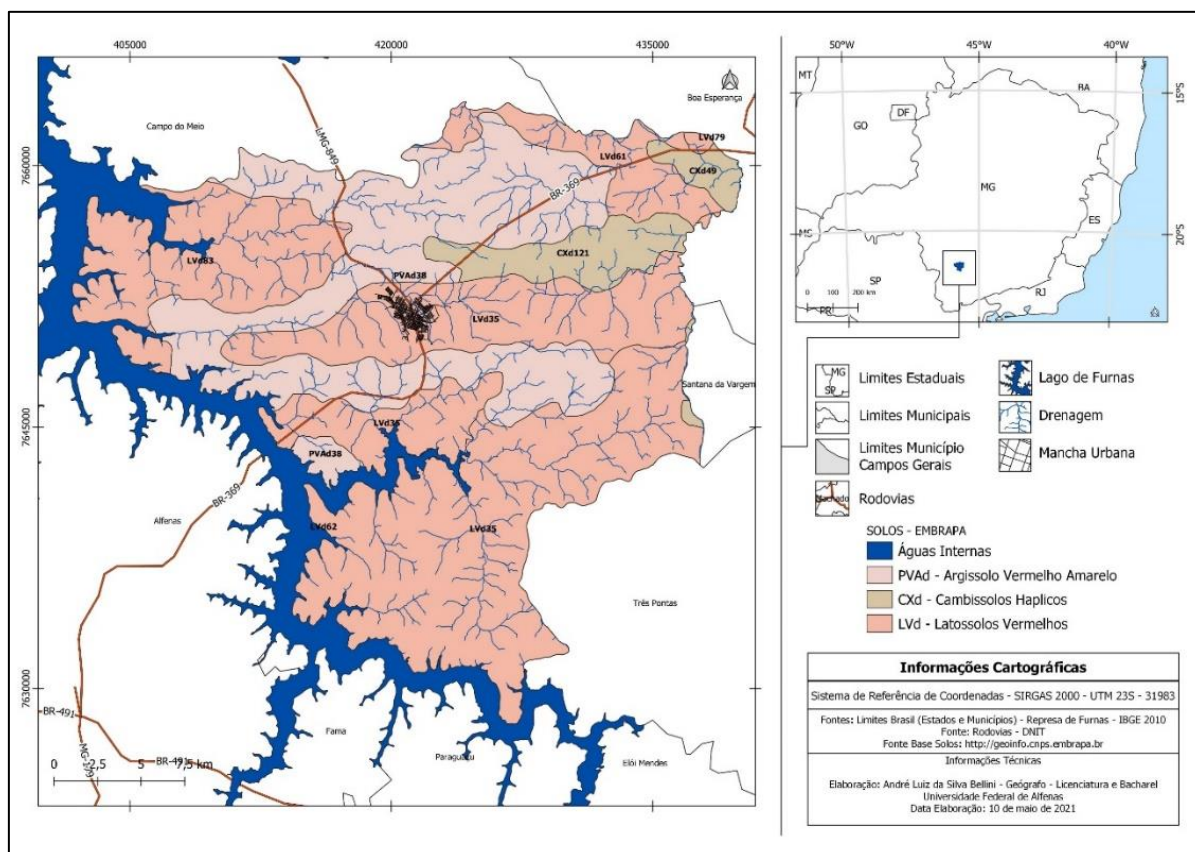 405000
420000
435000
7660000
7645000
7630000
Boa Esperança
Campo do Meio
LMG-849
LVd79
LVd61
CXd49
BR-369
CXd121
LVd83
PVAd38
LVd35
Santana da Vargem
LVd35
PVAd38
BR-369
Alfenas
LVd62
LVd35
Três Pontas
BR-491
MG-179
BR-491
Fama
Paraguaçu
Elói Mendes
0 2,5 5 7,5 km
50°W
45°W
40°W
15°S
20°S
MT
BA
DF
GO
MG
ES
MS
SP
RJ
PR
0 100 200 km
MG
SP
Limites Estaduais
Limites Municipais
Limites Município
Campos Gerais
Machado
Rodovias
Lago de Furnas
Drenagem
Mancha Urbana
SOLOS - EMBRAPA
Águas Internas
PVAd - Argissolo Vermelho Amarelo
CXd - Cambissolos Haplicos
LVd - Latossolos Vermelhos
Informações Cartográficas
Sistema de Referência de Coordenadas - SIRGAS 2000 - UTM 23S - 31983
Fontes: Limites Brasil (Estados e Municípios) - Represa de Furnas - IBGE 2010
Fonte: Rodovias - DNIT
Fonte Base Solos: http://geoinfo.cnps.embrapa.br
Informações Técnicas
Elaboração: André Luiz da Silva Bellini - Geógrafo - Licenciatura e Bacharel
Universidade Federal de Alfenas
Data Elaboração: 10 de maio de 2021